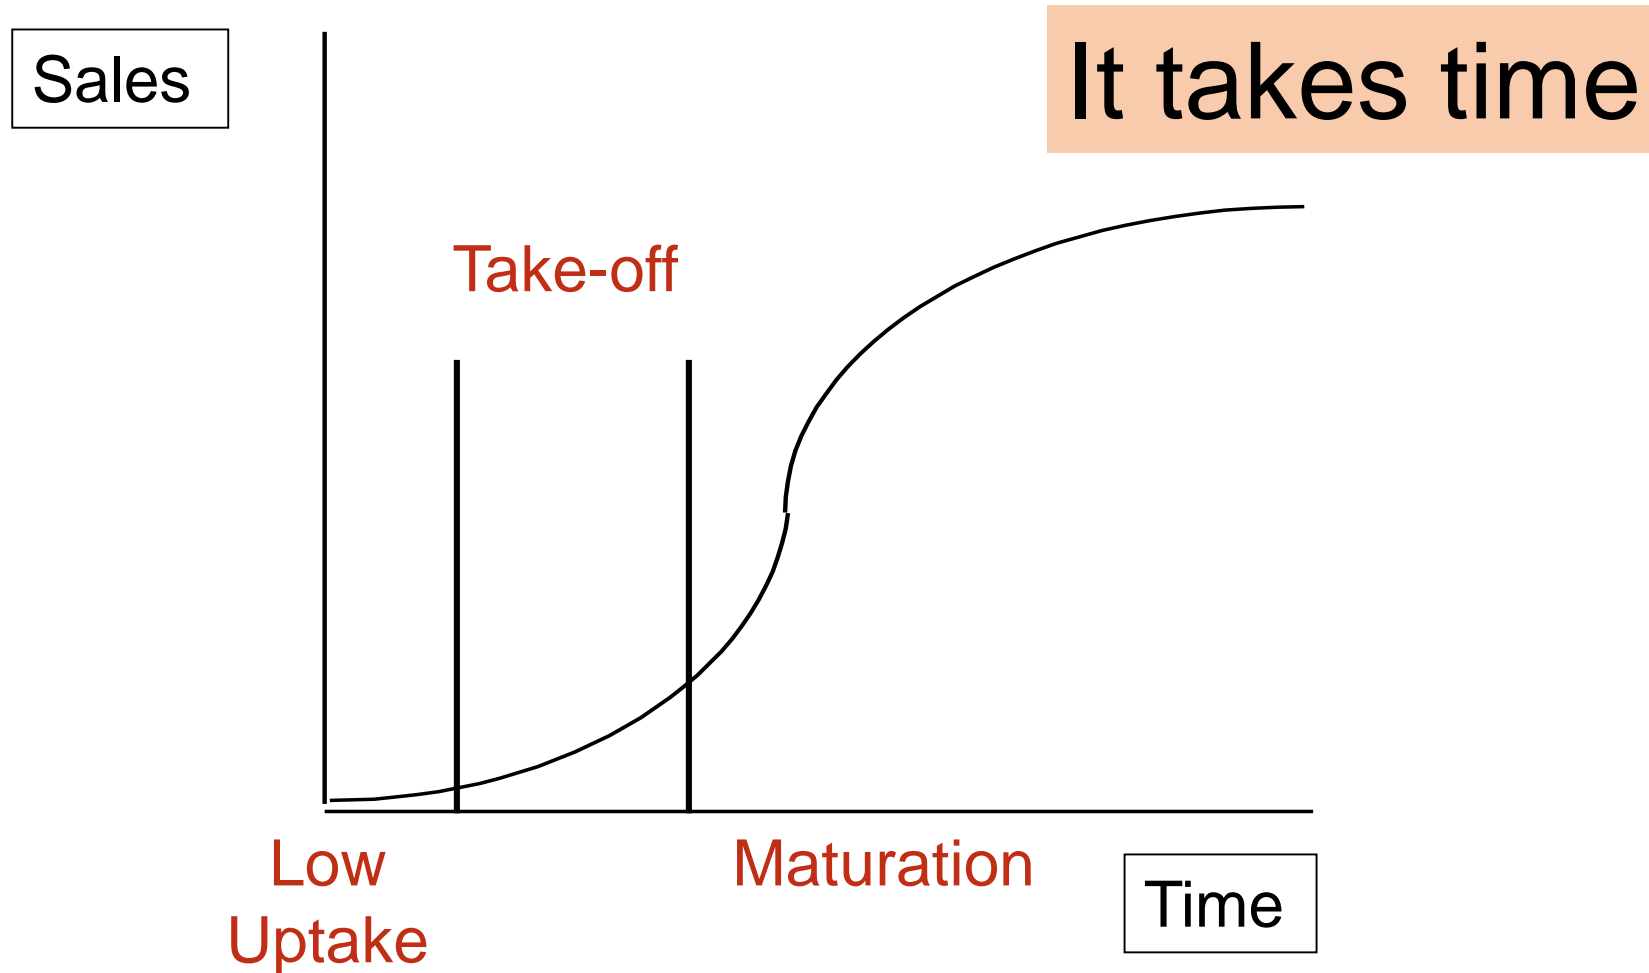 Sales
It takes time
Take-off
Low
Uptake
Maturation
Time